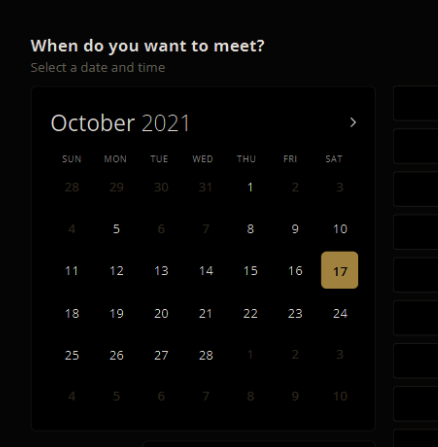 When do you want to meet?
Select a date and time
October 2021 >
SUN MON TUE WED THU FRI SAT
28 29 30 31 1 2 3
4 5 6 7 8 9 10
11 12 13 14 15 16 17
18 19 20 21 22 23 24
25 26 27 28 1 2 3
4 5 6 7 8 9 10